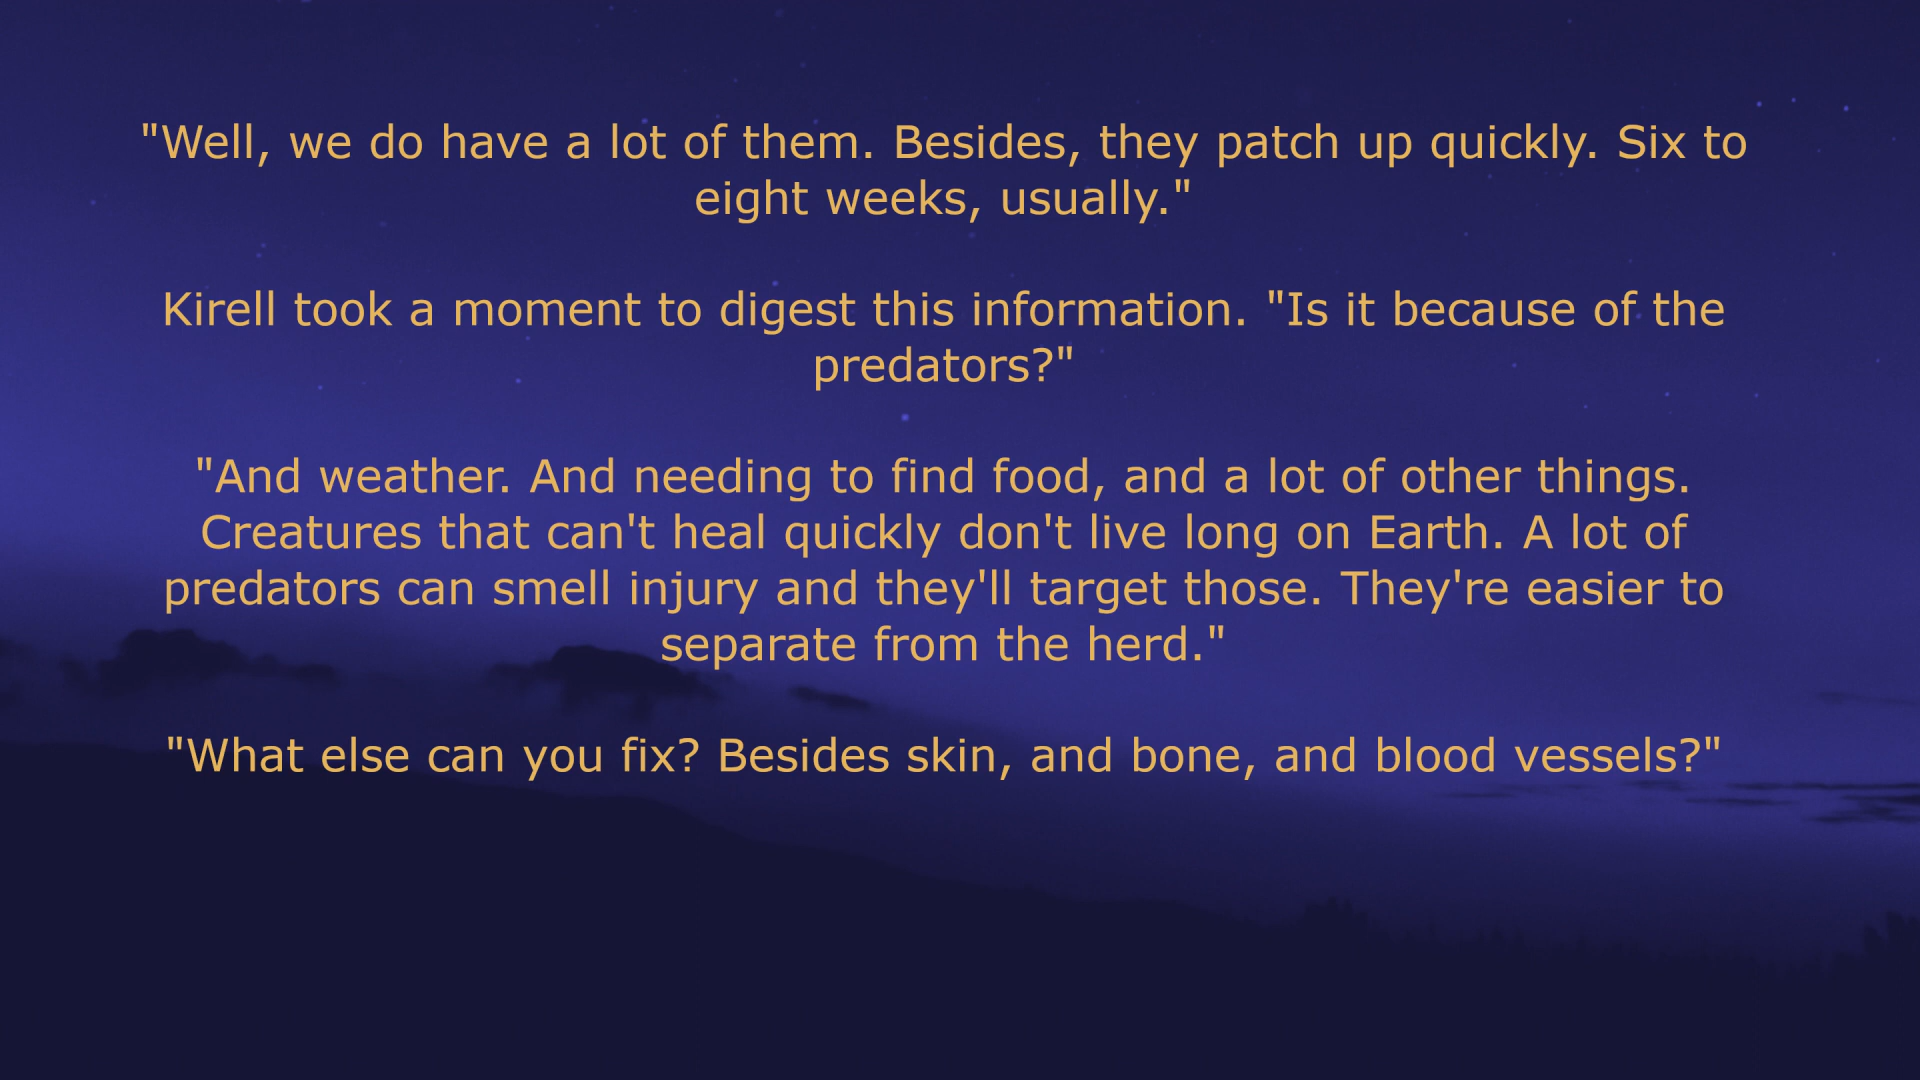 "Well, we do have a lot of them. Besides, they patch up quickly. Six to
eight weeks, usually."
Kirell took a moment to digest this information. "Is it because of the
predators?"
"And weather. And needing to find food, and a lot of other things.
Creatures that can't heal quickly don't live long on Earth. A lot of
predators can smell injury and they'll target those. They're easier to
separate from the herd."
"What else can you fix? Besides skin, and bone, and blood vessels?"